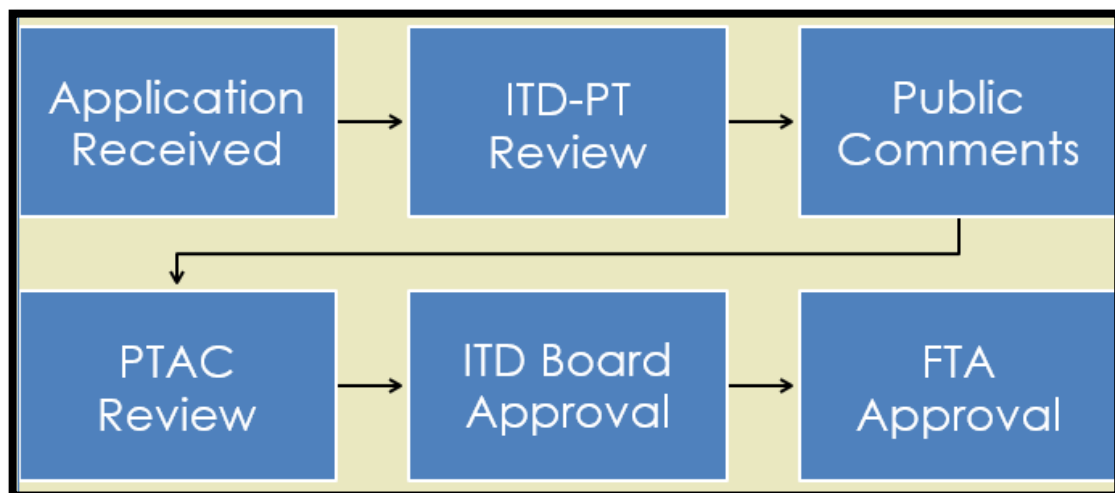 Application
Received
ITD-PT
Review
Public
Comments
PTAC
Review
ITD Board
Approval
FTA
Approval